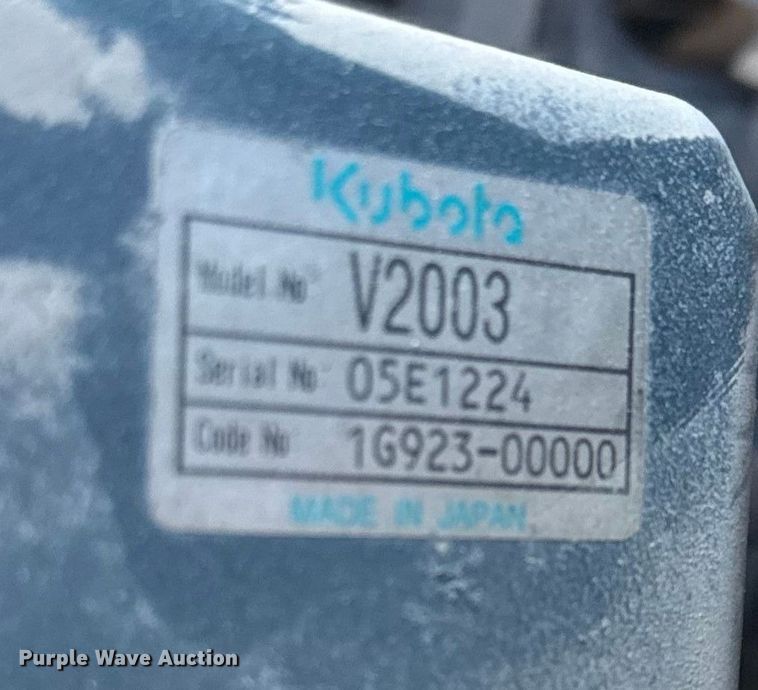 Kubota
Model No V2003
Serial No 05E1224
Code No 1G923-00000
MADE IN JAPAN
Purple Wave Auction